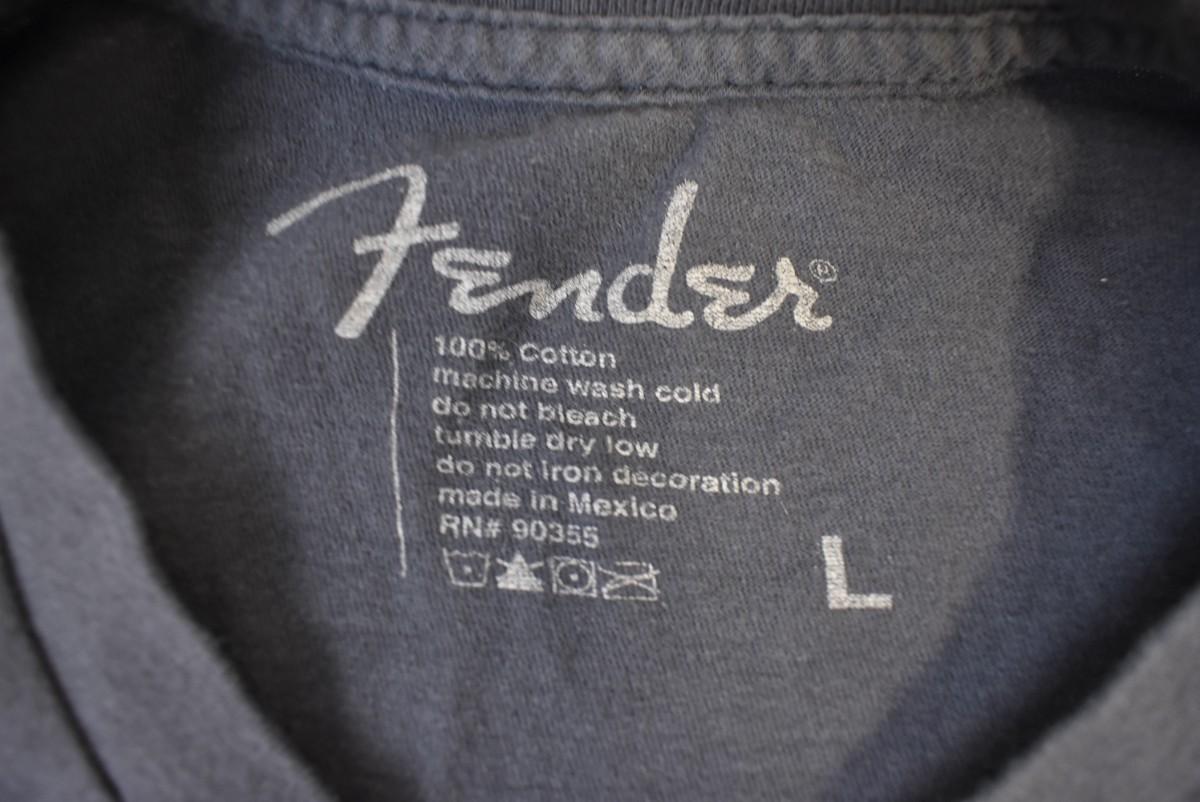 Fender®
100% Cotton
machine wash cold
do not bleach
tumble dry low
do not iron decoration
made in Mexico
RN# 90355
L